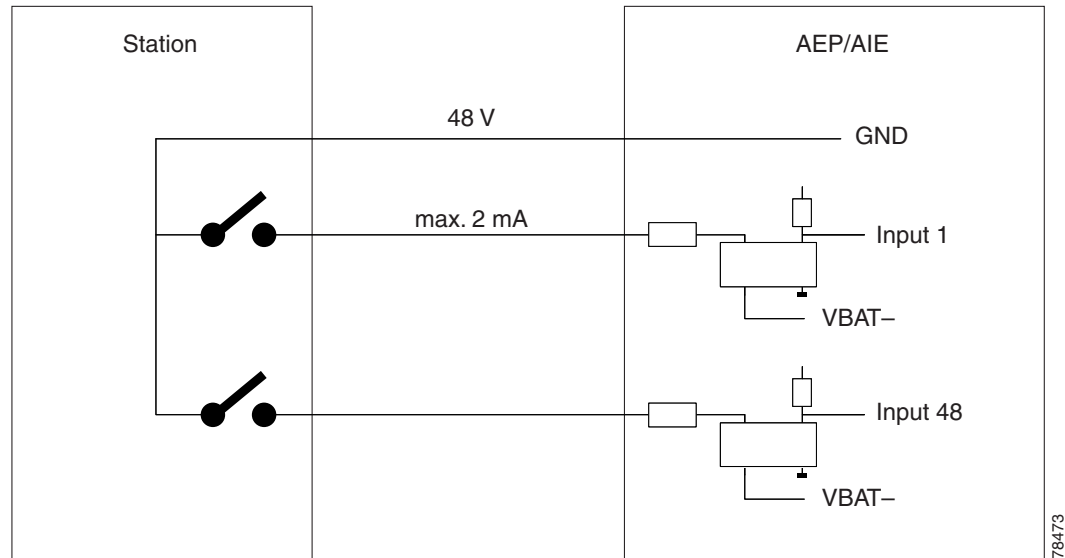 Station
AEP/AIE
48 V
GND
max. 2 mA
Input 1
VBAT–
Input 48
VBAT–
78473